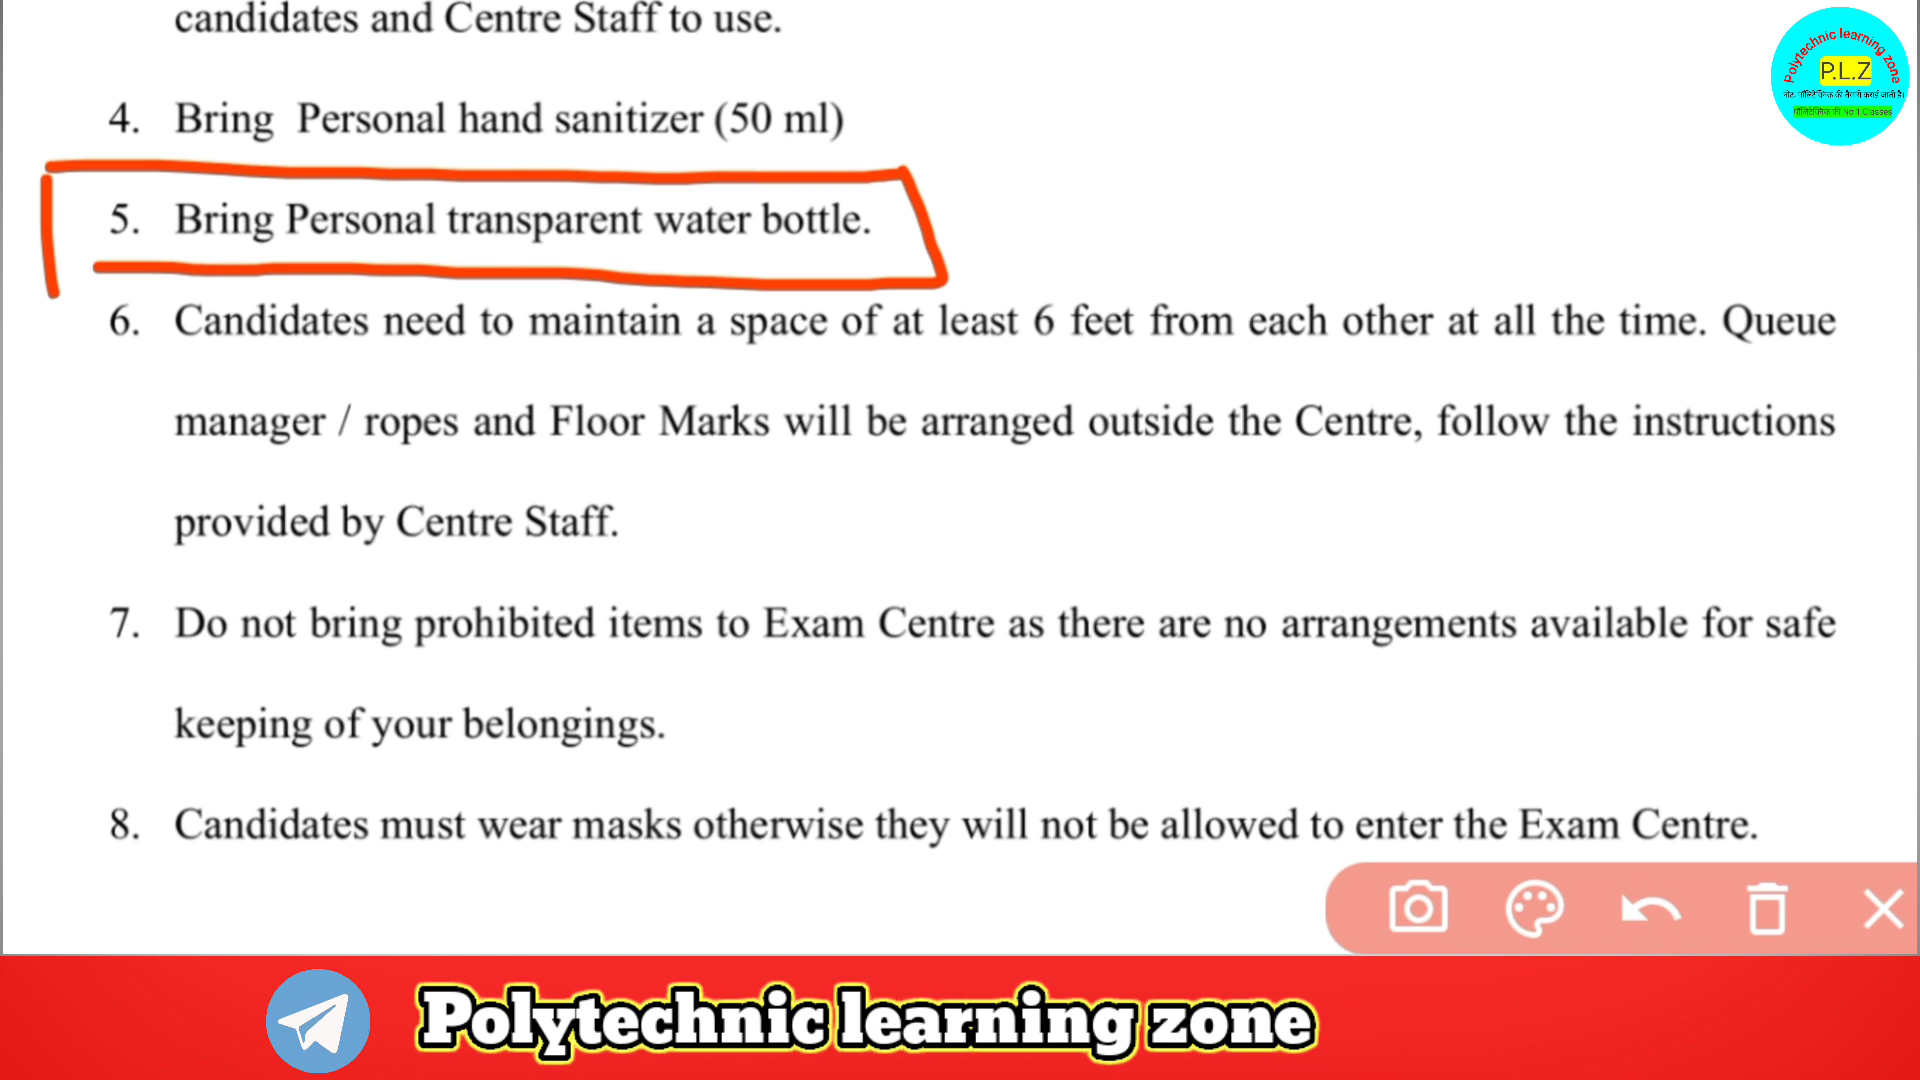 candidates and Centre Staff to use.
4. Bring Personal hand sanitizer (50 ml)
5. Bring Personal transparent water bottle.
6. Candidates need to maintain a space of at least 6 feet from each other at all the time. Queue
manager / ropes and Floor Marks will be arranged outside the Centre, follow the instructions
provided by Centre Staff.
7. Do not bring prohibited items to Exam Centre as there are no arrangements available for safe
keeping of your belongings.
8. Candidates must wear masks otherwise they will not be allowed to enter the Exam Centre.
Polytechnic learning zone
P.L.Z
नोट- पॉलिटेक्निक की तैयारी कराई जाती है।
पॉलिटेक्निक की No 1 Classes
Polytechnic learning zone